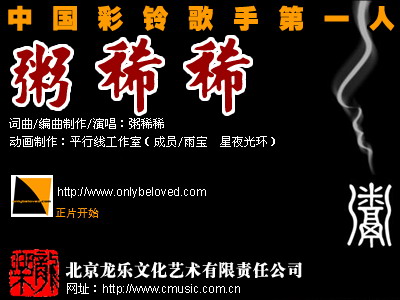 中国彩铃歌手第一人
粥稀稀
词曲/编曲制作/演唱：粥稀稀
动画制作：平行线工作室（成员/雨宝　星夜光环）
http://www.onlybeloved.com
正片开始
北京龙乐文化艺术有限责任公司
网址：http://www.cmusic.com.cn